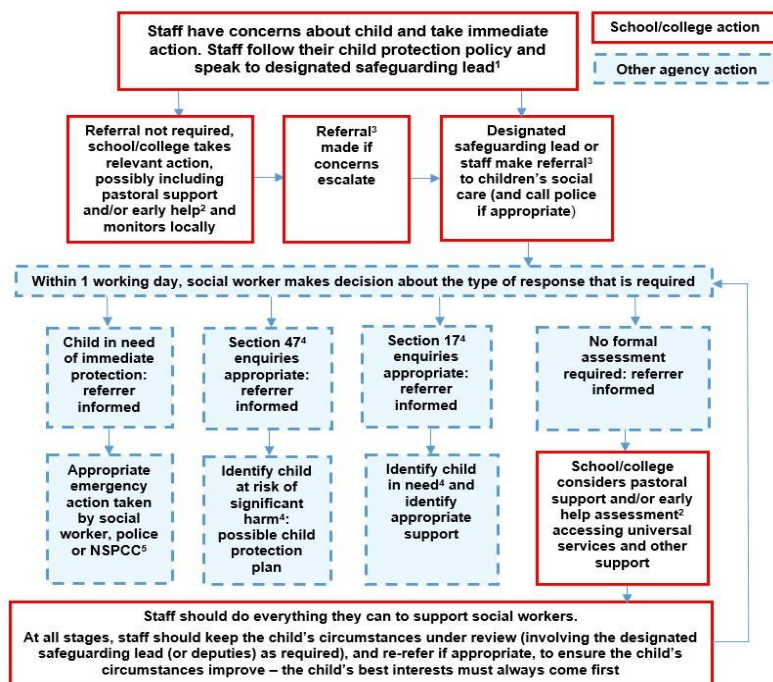 Staff have concerns about child and take immediate
action. Staff follow their child protection policy and
speak to designated safeguarding lead¹
School/college action
Other agency action
Referral not required,
school/college takes
relevant action,
possibly including
pastoral support
and/or early help² and
monitors locally
Referral³
made if
concerns
escalate
Designated
safeguarding lead or
staff make referral³
to children's social
care (and call police
if appropriate)
Within 1 working day, social worker makes decision about the type of response that is required
Child in need
of immediate
protection:
referrer
informed
Section 47⁴
enquiries
appropriate:
referrer
informed
Section 17⁴
enquiries
appropriate:
referrer
informed
No formal
assessment
required: referrer
informed
Appropriate
emergency
action taken
by social
worker, police
or NSPCC⁵
Identify child
at risk of
significant
harm⁴:
possible child
protection
plan
Identify child
in need⁴ and
identify
appropriate
support
School/college
considers pastoral
support and/or early
help assessment²
accessing universal
services and other
support
Staff should do everything they can to support social workers.
At all stages, staff should keep the child's circumstances under review (involving the designated
safeguarding lead (or deputies) as required), and re-refer if appropriate, to ensure the child's
circumstances improve – the child's best interests must always come first